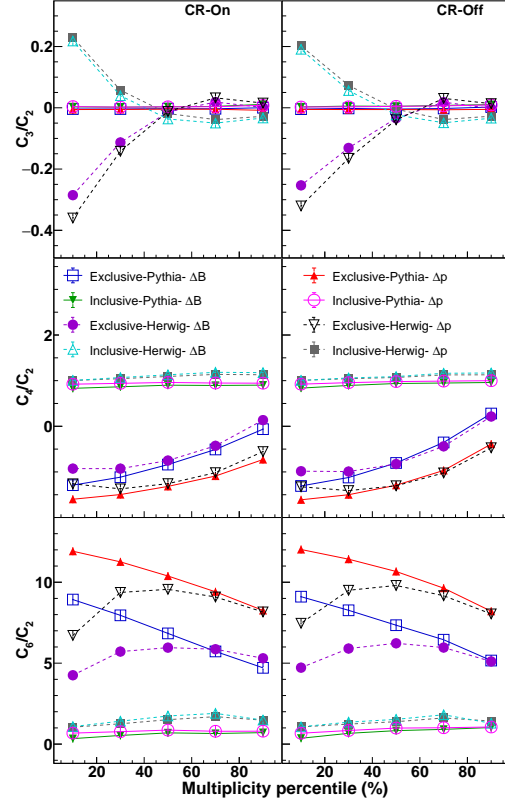 CR-On CR-Off
0.2
0
−0.2
−0.4
C3/C2
Exclusive-Pythia- ΔB Exclusive-Pythia- Δp
Inclusive-Pythia- ΔB Inclusive-Pythia- Δp
Exclusive-Herwig- ΔB Exclusive-Herwig- Δp
Inclusive-Herwig- ΔB Inclusive-Herwig- Δp
2
0
C4/C2
10
5
0
C6/C2
20 40 60 80 20 40 60 80
Multiplicity percentile (%)